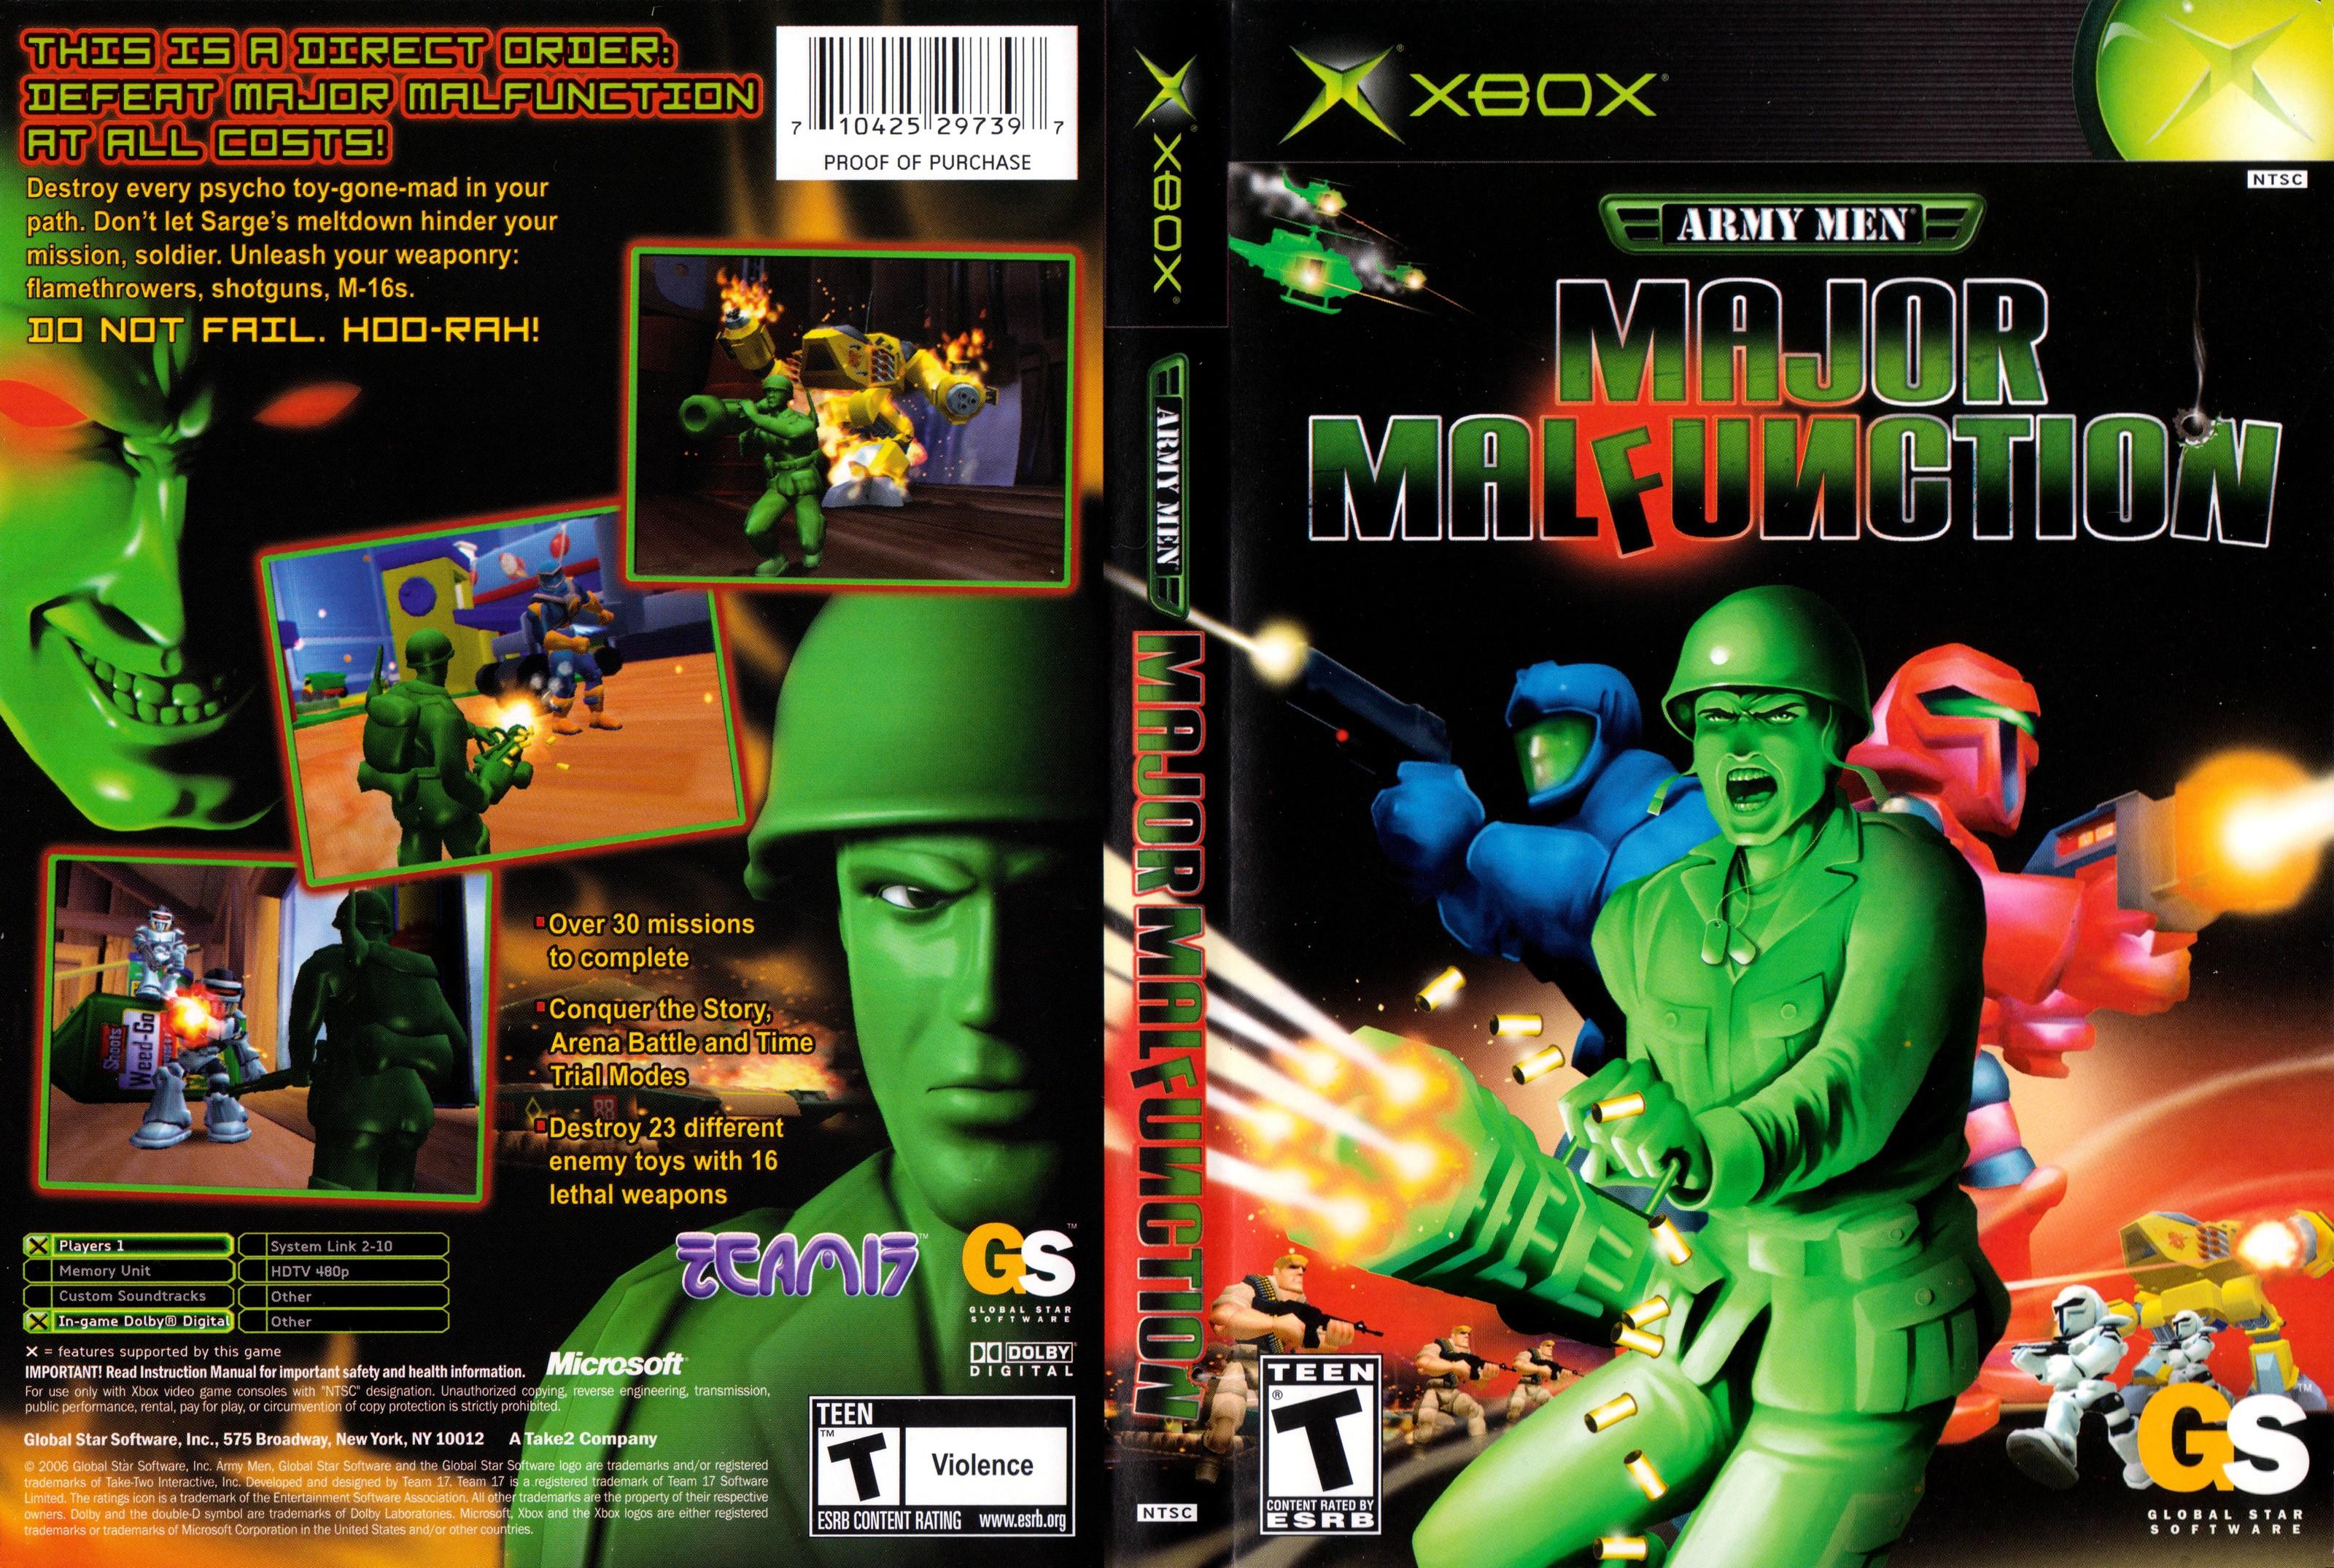 THIS IS A DIRECT ORDER:
DEFEAT MAJOR MALFUNCTION
AT ALL COSTS!
Destroy every psycho toy-gone-mad in your
path. Don't let Sarge's meltdown hinder your
mission, soldier. Unleash your weaponry:
flamethrowers, shotguns, M-16s.
DO NOT FAIL. HOO-RAH!
7 10425 29739 7
PROOF OF PURCHASE
Shoots
Weed-Go
Over 30 missions
to complete
Conquer the Story,
Arena Battle and Time
Trial Modes
Destroy 23 different
enemy toys with 16
lethal weapons
X Players 1
Memory Unit
Custom Soundtracks
X In-game Dolby® Digital
System Link 2-10
HDTV 480p
Other
Other
X = features supported by this game
IMPORTANT! Read Instruction Manual for important safety and health information.
For use only with Xbox video game consoles with "NTSC" designation. Unauthorized copying, reverse engineering, transmission,
public performance, rental, pay for play, or circumvention of copy protection is strictly prohibited.
Global Star Software, Inc., 575 Broadway, New York, NY 10012 A Take2 Company
© 2006 Global Star Software, Inc. Army Men, Global Star Software and the Global Star Software logo are trademarks and/or registered
trademarks of Take-Two Interactive, Inc. Developed and designed by Team 17. Team 17 is a registered trademark of Team 17 Software
Limited. The ratings icon is a trademark of the Entertainment Software Association. All other trademarks are the property of their respective
owners. Dolby and the double-D symbol are trademarks of Dolby Laboratories. Microsoft, Xbox and the Xbox logos are either registered
trademarks or trademarks of Microsoft Corporation in the United States and/or other countries.
TEAM17™
GS™
GLOBAL STAR
SOFTWARE
Microsoft®
DOLBY
DIGITAL
TEEN
T™
Violence
ESRB CONTENT RATING www.esrb.org
XBOX®
ARMY MEN
MAJOR MALFUNCTION
NTSC
XBOX®
NTSC
ARMY MEN®
MAJOR
MALFUNCTION
TEEN
T®
CONTENT RATED BY
ESRB
GS™
GLOBAL STAR
SOFTWARE